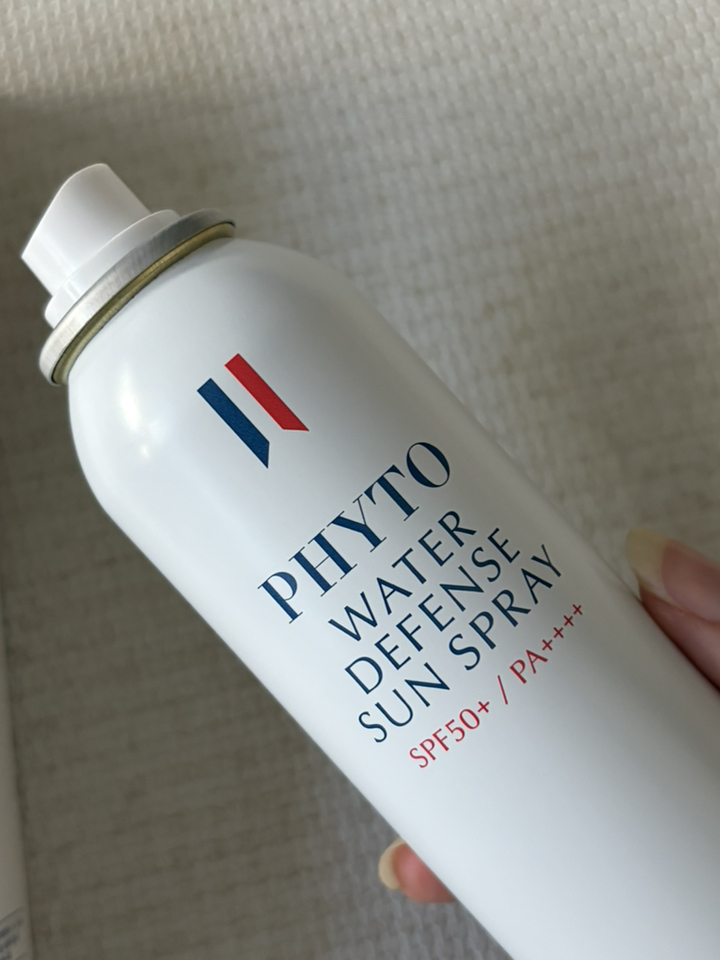 PHYTO
WATER
DEFENSE
SUN SPRAY
SPF50+ / PA++++